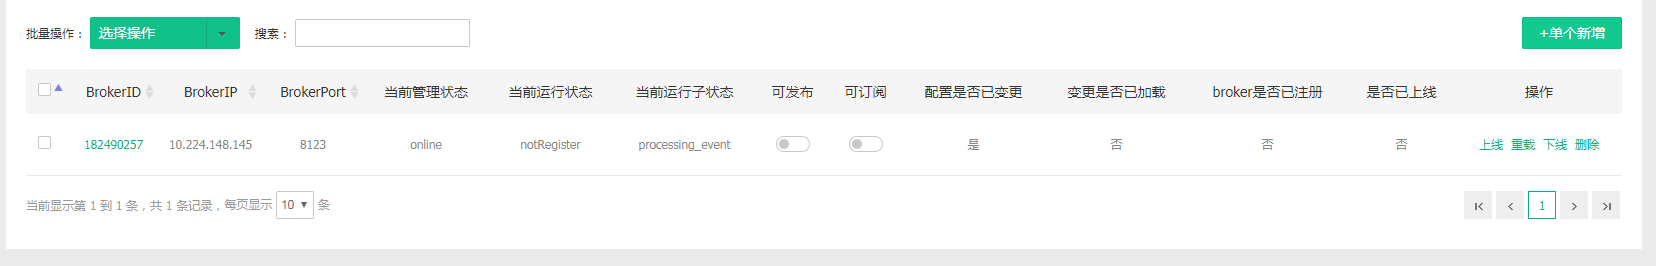 批量操作： 选择操作 搜索： +单个新增
BrokerID BrokerIP BrokerPort 当前管理状态 当前运行状态 当前运行子状态 可发布 可订阅 配置是否已变更 变更是否已加载 broker是否已注册 是否已上线 操作
182490257 10.224.148.145 8123 online notRegister processing_event 是 否 否 否 上线 重载 下线 删除
当前显示第 1 到 1 条，共 1 条记录，每页显示 10 条 1